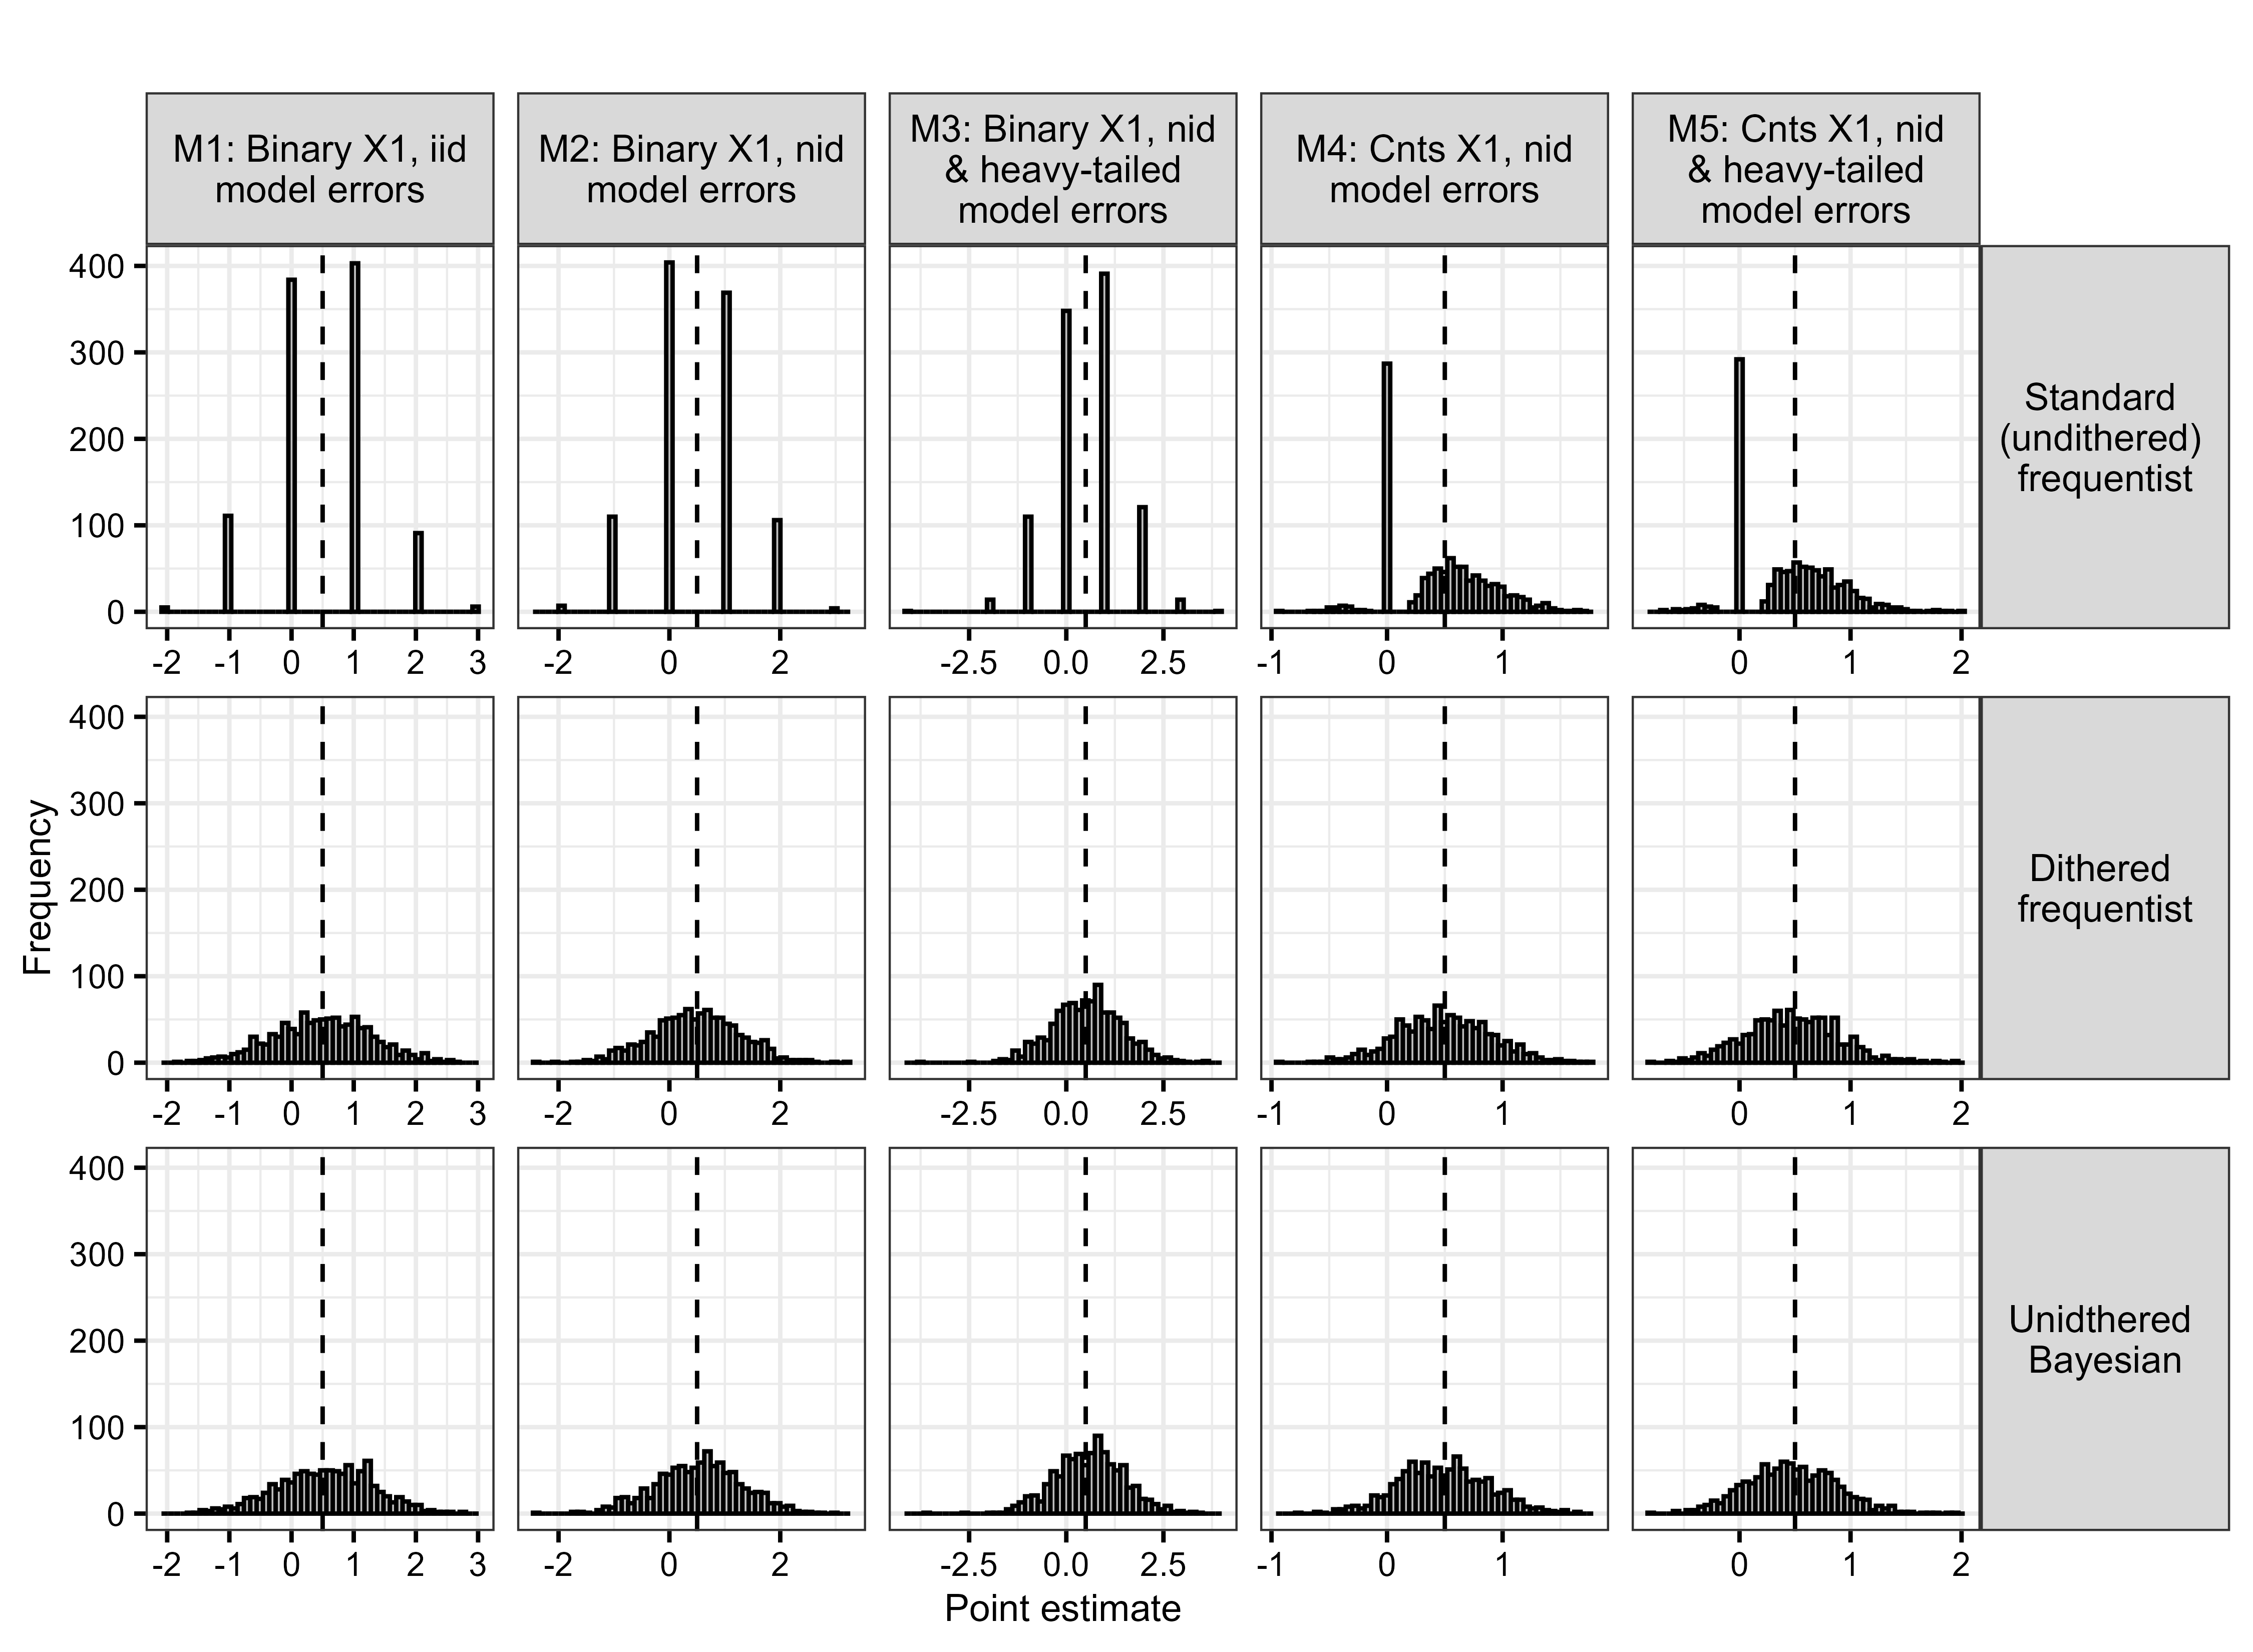 M1: Binary X1, iid
model errors
M2: Binary X1, nid
model errors
M3: Binary X1, nid
& heavy-tailed
model errors
M4: Cnts X1, nid
model errors
M5: Cnts X1, nid
& heavy-tailed
model errors
400
300
200
100
0
-2 -1 0 1 2 3
-2 0 2
-2.5 0.0 2.5
-1 0 1
0 1 2
Standard
(undithered)
frequentist
Frequency
400
300
200
100
0
-2 -1 0 1 2 3
-2 0 2
-2.5 0.0 2.5
-1 0 1
0 1 2
Dithered
frequentist
400
300
200
100
0
-2 -1 0 1 2 3
-2 0 2
-2.5 0.0 2.5
-1 0 1
0 1 2
Unidthered
Bayesian
Point estimate